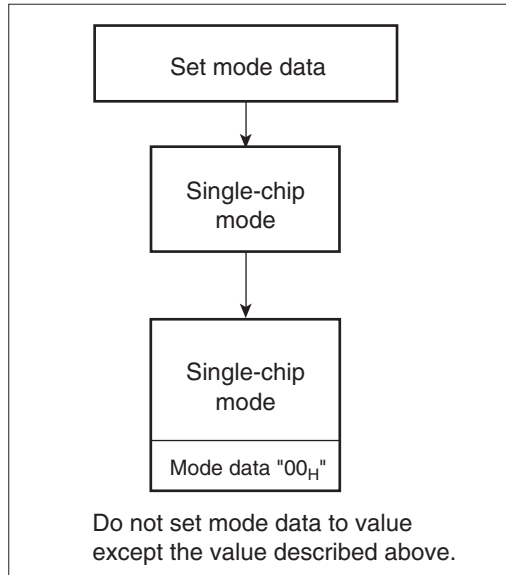 Set mode data
Single-chip
mode
Single-chip
mode
Mode data "00H"
Do not set mode data to value
except the value described above.